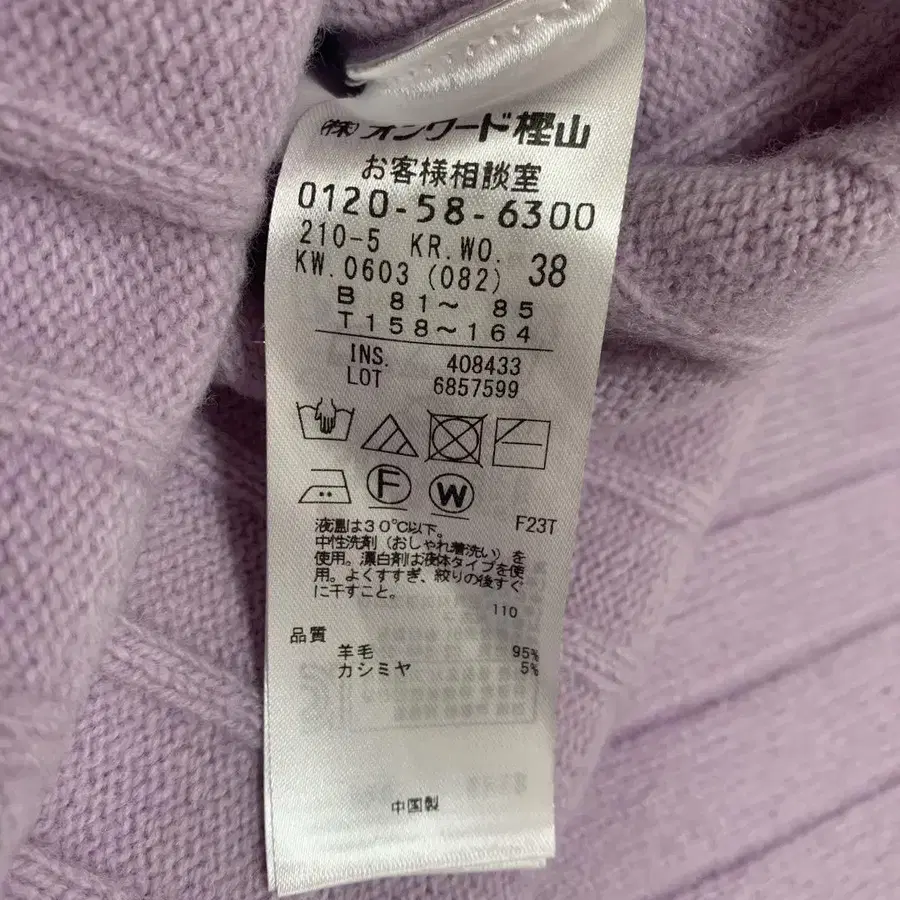 (株)オンワード樫山
お客様相談室
0120-58-6300
210-5 KR.WO. 38
KW.0603 (082)
B 81～ 85
T158～164
INS. 408433
LOT 6857599
F W
F23T
液温は30℃以下。
中性洗剤（おしゃれ着洗い）を
使用。漂白剤は液体タイプを使
用。よくすすぎ、絞りの後すぐ
に干すこと。
110
品質
羊毛 95%
カシミヤ 5%
中国製